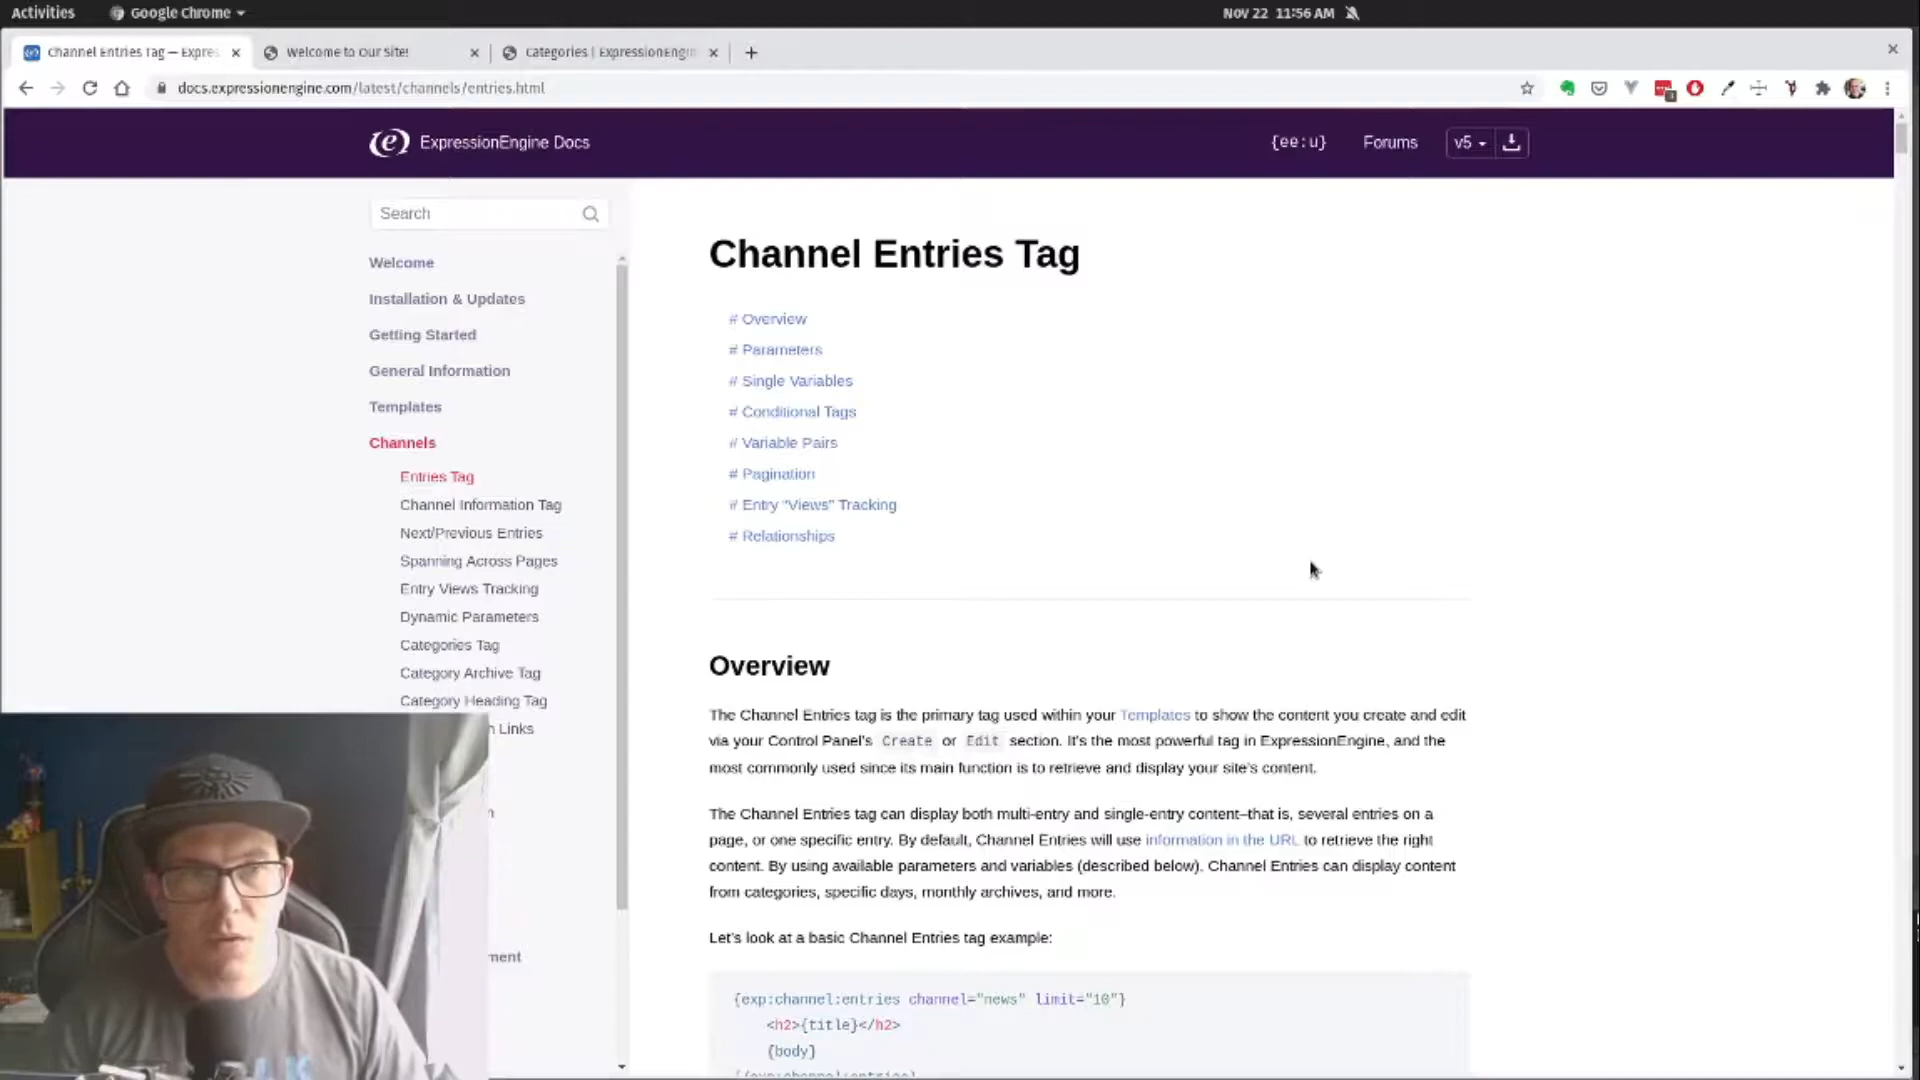 Activities
Google Chrome
Nov 22 11:56 AM
Channel Entries Tag — Expres
Welcome to Our Site!
Categories | ExpressionEngin
docs.expressionengine.com/latest/channels/entries.html
ExpressionEngine Docs
{ee:u}
Forums
v5
Search
Welcome
Installation & Updates
Getting Started
General Information
Templates
Channels
Entries Tag
Channel Information Tag
Next/Previous Entries
Spanning Across Pages
Entry Views Tracking
Dynamic Parameters
Categories Tag
Category Archive Tag
Category Heading Tag
Links
ment
Channel Entries Tag
# Overview
# Parameters
# Single Variables
# Conditional Tags
# Variable Pairs
# Pagination
# Entry "Views" Tracking
# Relationships
Overview
The Channel Entries tag is the primary tag used within your Templates to show the content you create and edit
via your Control Panel's Create or Edit section. It's the most powerful tag in ExpressionEngine, and the
most commonly used since its main function is to retrieve and display your site's content.
The Channel Entries tag can display both multi-entry and single-entry content–that is, several entries on a
page, or one specific entry. By default, Channel Entries will use information in the URL to retrieve the right
content. By using available parameters and variables (described below). Channel Entries can display content
from categories, specific days, monthly archives, and more.
Let's look at a basic Channel Entries tag example:
{exp:channel:entries channel="news" limit="10"}
<h2>{title}</h2>
{body}
{/exp:channel:entries}